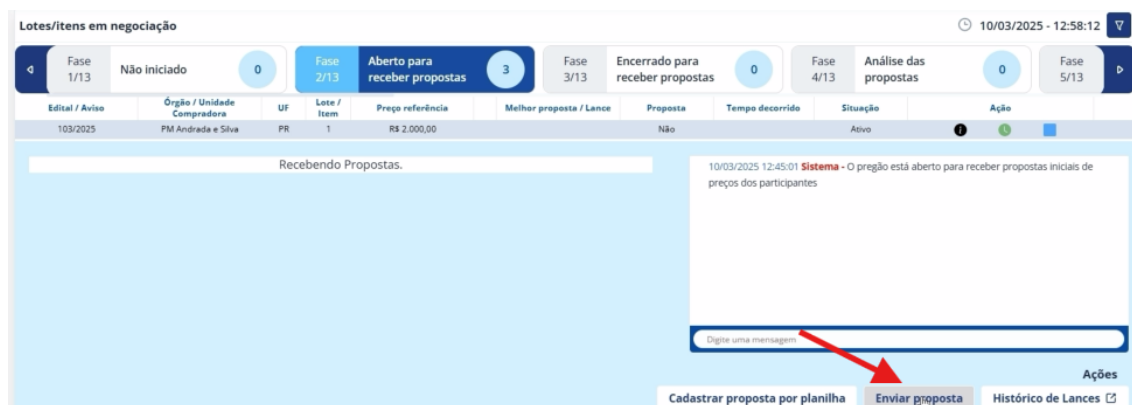 Lotes/itens em negociação
10/03/2025 - 12:58:12
Fase 1/13 Não iniciado 0
Fase 2/13 Aberto para receber propostas 3
Fase 3/13 Encerrado para receber propostas 0
Fase 4/13 Análise das propostas 0
Fase 5/13
Edital / Aviso Órgão / Unidade Compradora UF Lote / Item Preço referência Melhor proposta / Lance Proposta Tempo decorrido Situação Ação
103/2025 PM Andrada e Silva PR 1 R$ 2.000,00 Não Ativo
Recebendo Propostas.
10/03/2025 12:45:01 Sistema - O pregão está aberto para receber propostas iniciais de
preços dos participantes
Digite uma mensagem
Ações
Cadastrar proposta por planilha Enviar proposta Histórico de Lances